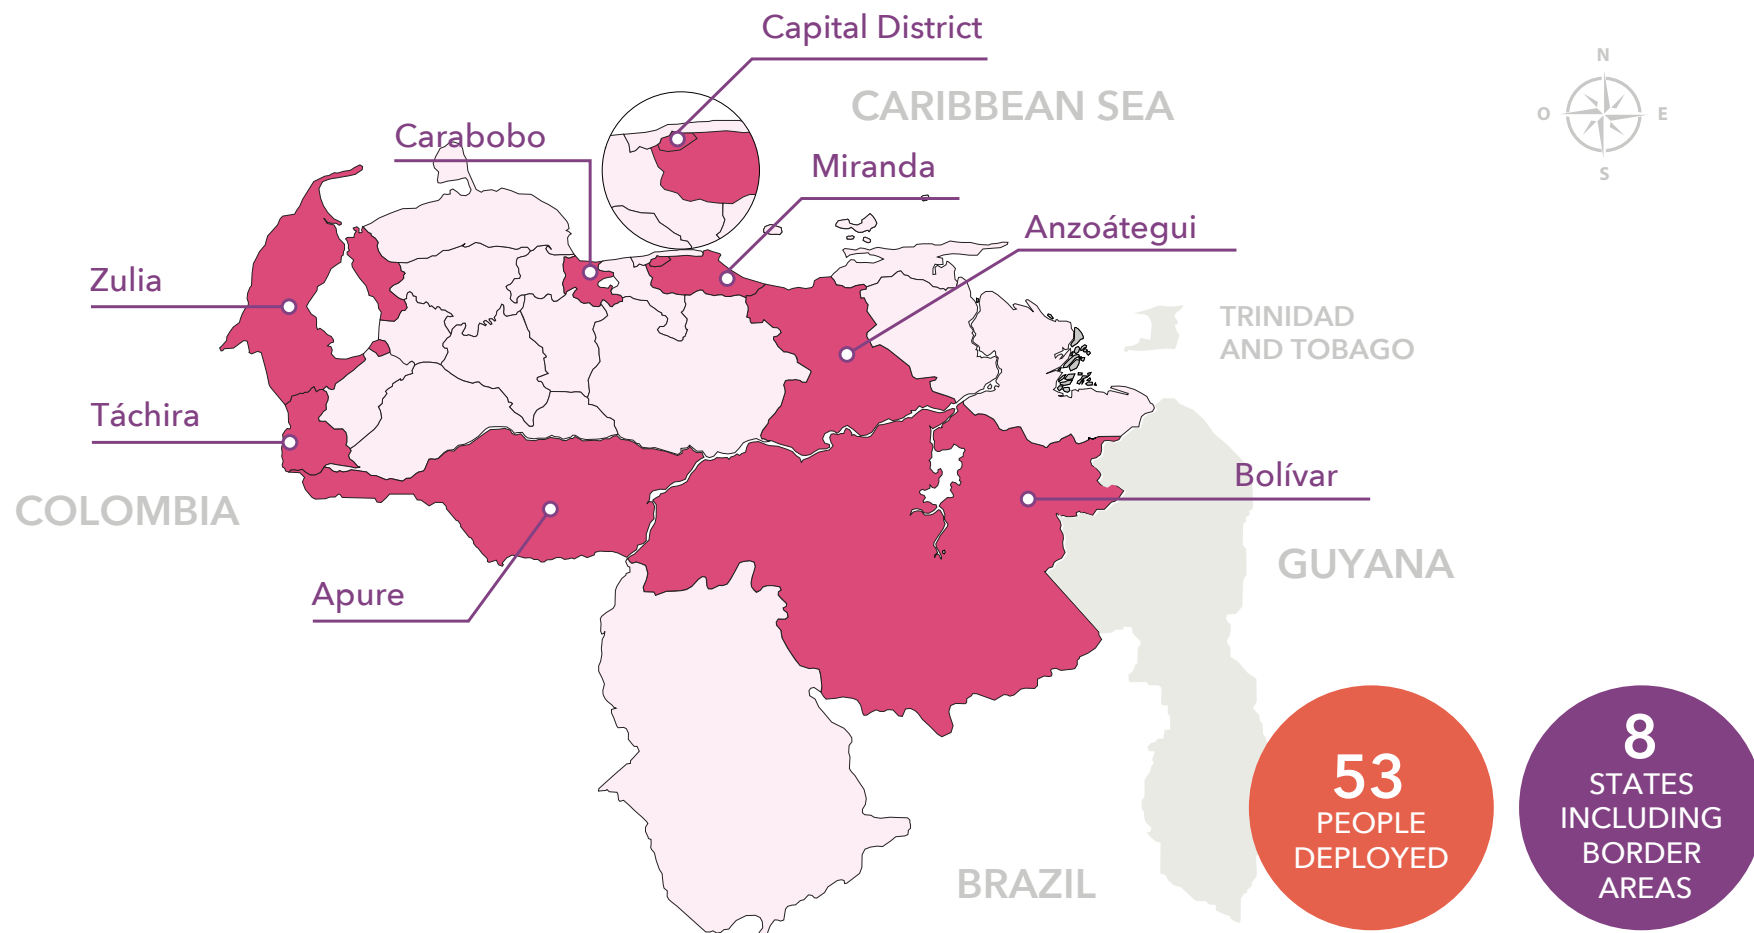 Capital District
CARIBBEAN SEA
N
O
E
S
Carabobo
Miranda
Anzoátegui
Zulia
TRINIDAD
AND TOBAGO
Táchira
Bolívar
COLOMBIA
GUYANA
Apure
53
PEOPLE
DEPLOYED
8
STATES
INCLUDING
BORDER
AREAS
BRAZIL